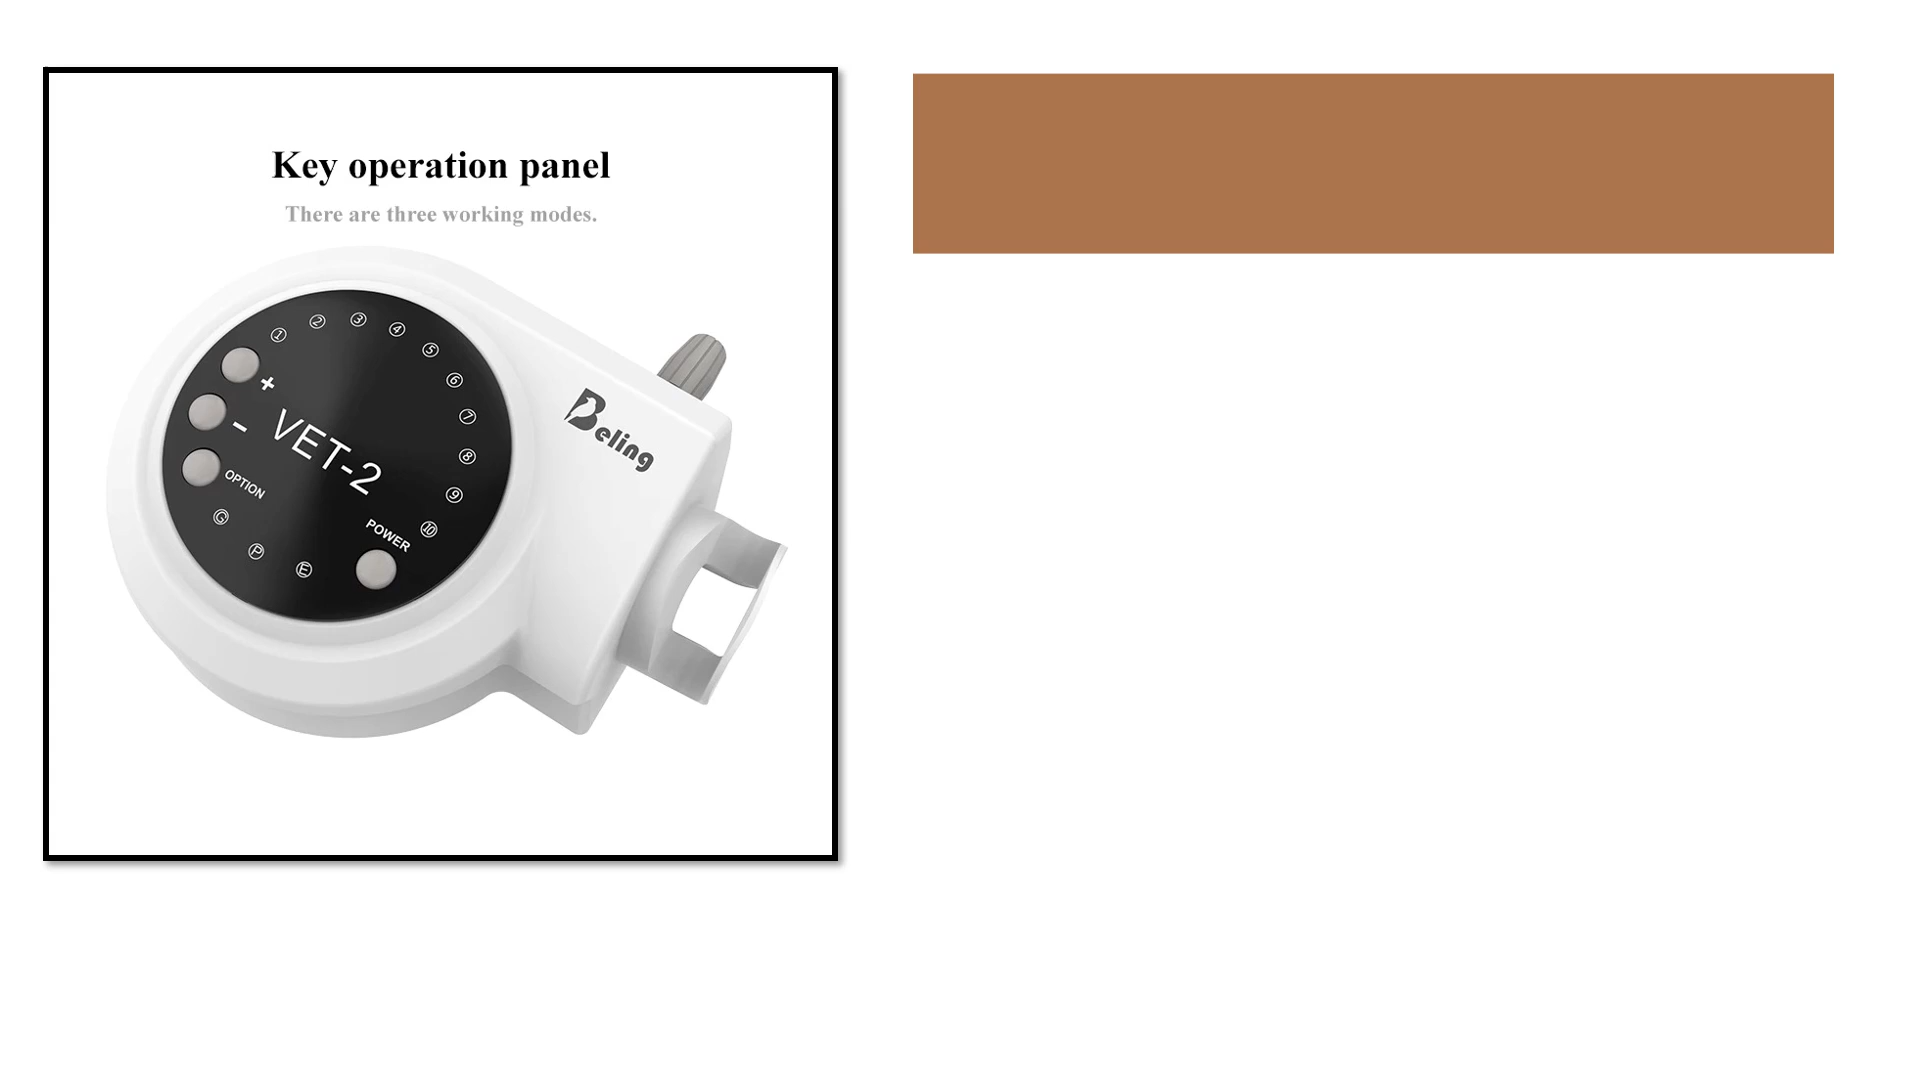 Key operation panel
There are three working modes.
① ② ③ ④ ⑤ ⑥ ⑦ ⑧ ⑨ ⑩
+
-
VET-2
OPTION
G P E
POWER
Beling